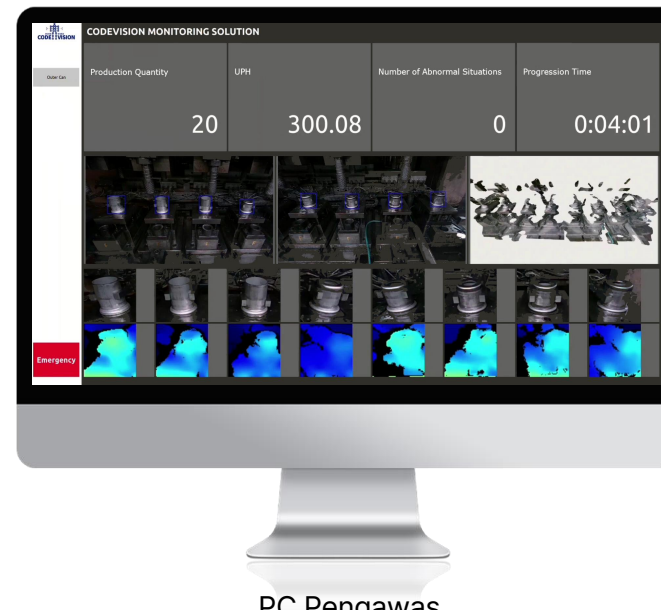 CODEVISION
CODEVISION MONITORING SOLUTION
Outer Can
Production Quantity
20
UPH
300.08
Number of Abnormal Situations
0
Progression Time
0:04:01
Emergency
PC Pengawas